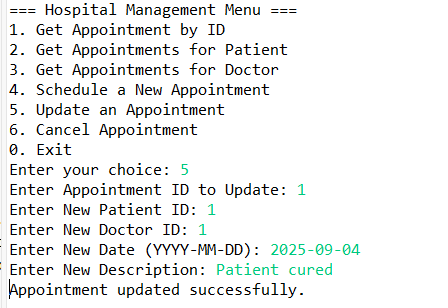 === Hospital Management Menu ===
1. Get Appointment by ID
2. Get Appointments for Patient
3. Get Appointments for Doctor
4. Schedule a New Appointment
5. Update an Appointment
6. Cancel Appointment
0. Exit
Enter your choice: 5
Enter Appointment ID to Update: 1
Enter New Patient ID: 1
Enter New Doctor ID: 1
Enter New Date (YYYY-MM-DD): 2025-09-04
Enter New Description: Patient cured
Appointment updated successfully.